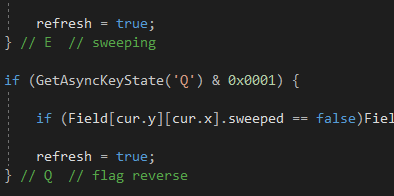 refresh = true;
} // E  // sweeping
if (GetAsyncKeyState('Q') & 0x0001) {
if (Field[cur.y][cur.x].sweeped == false)Fiel
refresh = true;
} // Q  // flag reverse